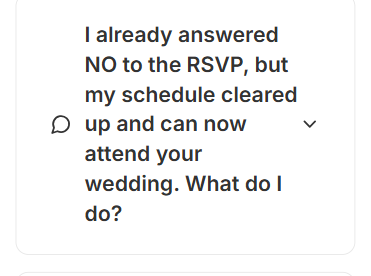 I already answered
NO to the RSVP, but
my schedule cleared
up and can now
attend your
wedding. What do I
do?